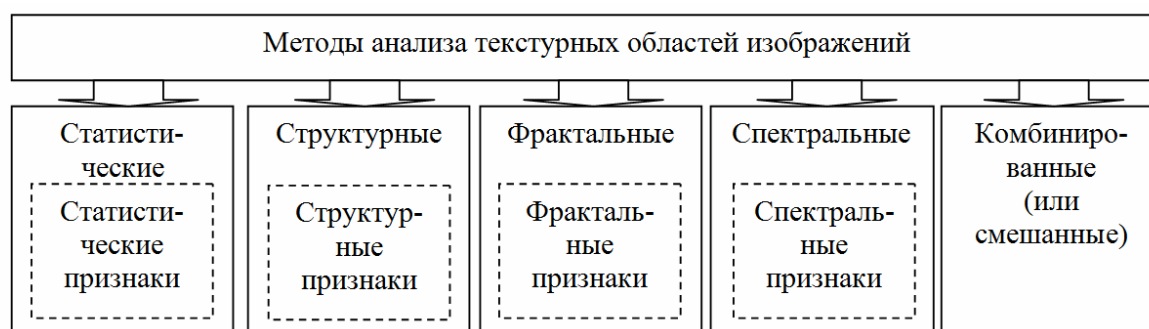 Методы анализа текстурных областей изображений
Статисти-
ческие
Статисти-
ческие
признаки
Структурные
Структур-
ные
признаки
Фрактальные
Фракталь-
ные
признаки
Спектральные
Спектраль-
ные
признаки
Комбиниро-
ванные
(или
смешанные)